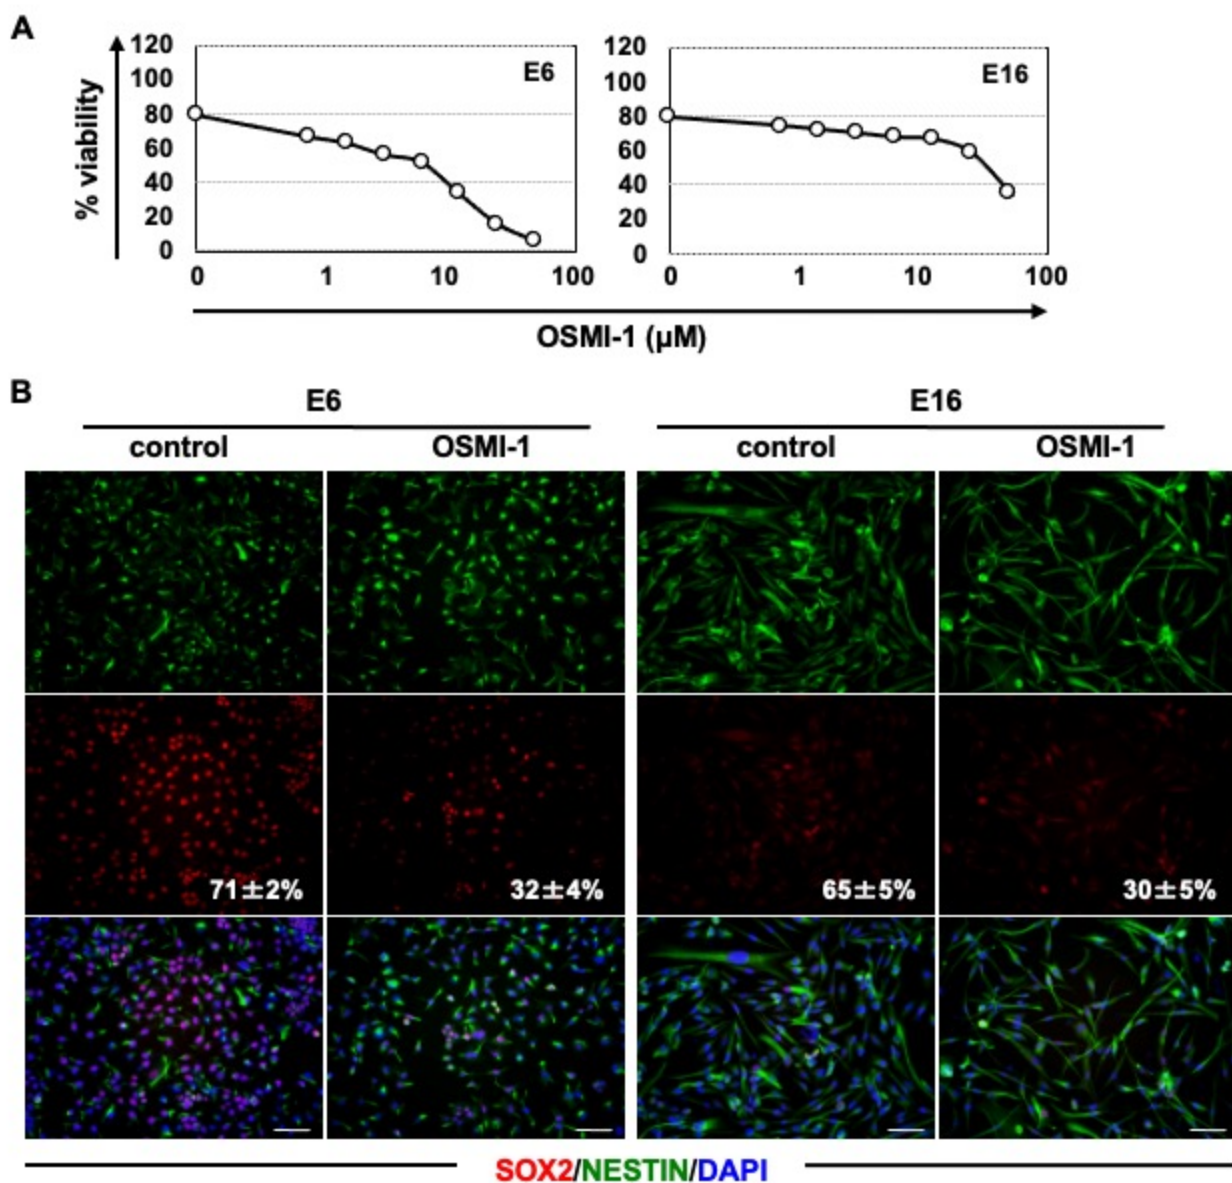 A
120
100
80
60
40
20
0
% viability
E6
0 1 10 100
120
100
80
60
40
20
0
E16
0 1 10 100
OSMI-1 (µM)
B
E6 E16
control OSMI-1 control OSMI-1
71±2% 32±4% 65±5% 30±5%
SOX2/NESTIN/DAPI